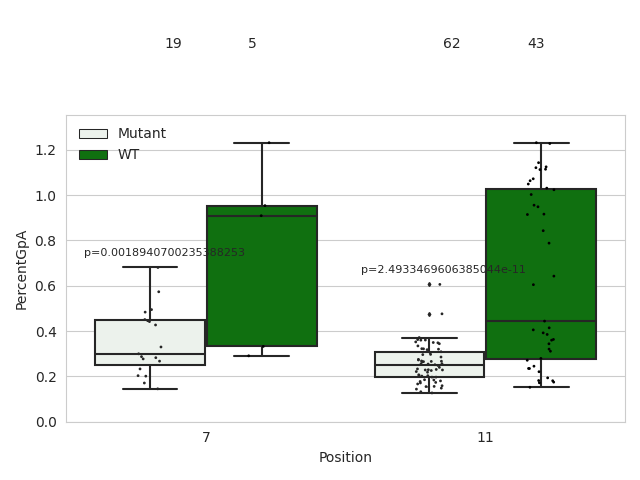 19 5 62 43
Mutant
WT
p=0.0018940700235388253
p=2.4933469606385044e-11
1.2
1.0
0.8
0.6
0.4
0.2
0.0
PercentGpA
7 11
Position